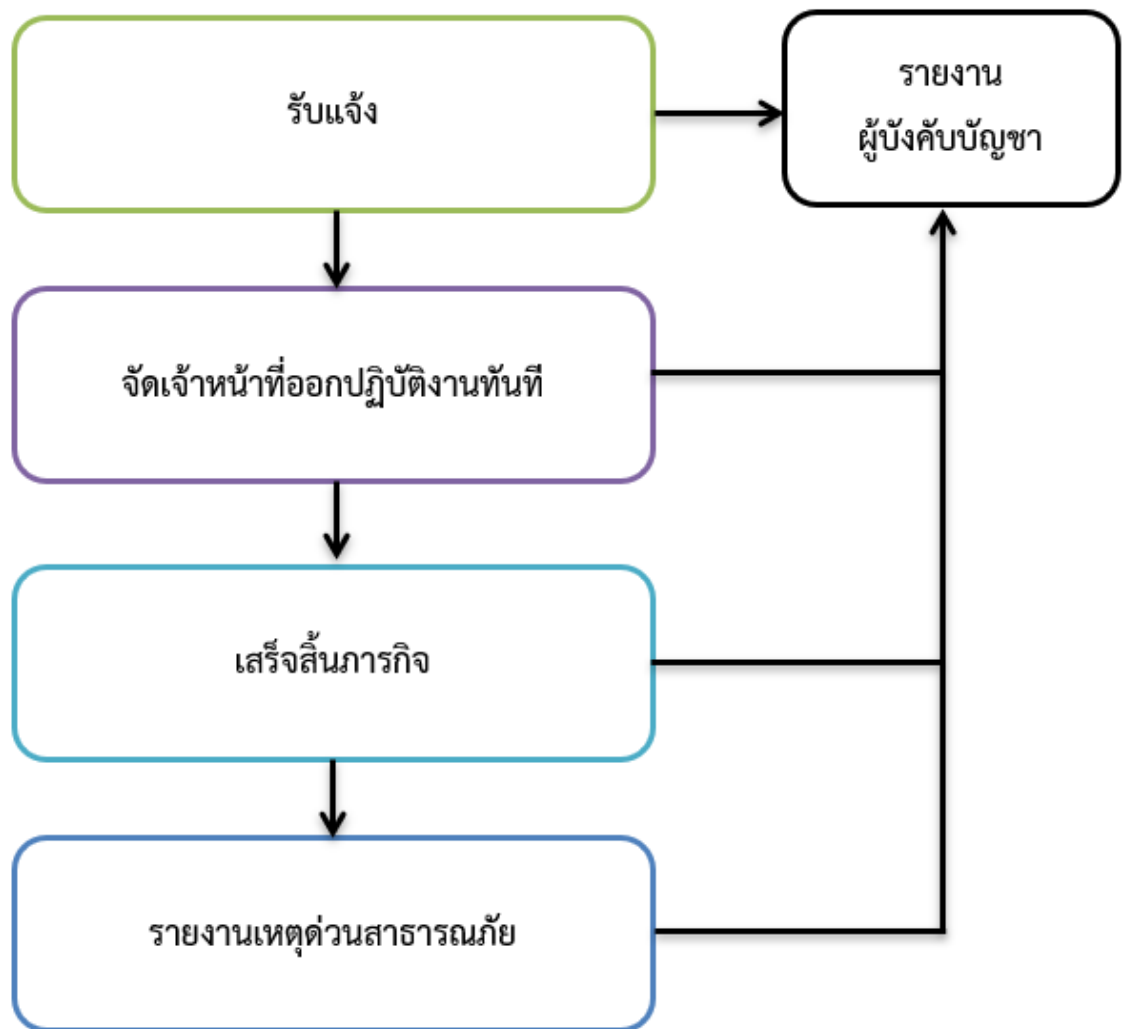 รับแจ้ง
รายงาน
ผู้บังคับบัญชา
จัดเจ้าหน้าที่ออกปฏิบัติงานทันที
เสร็จสิ้นภารกิจ
รายงานเหตุด่วนสาธารณภัย